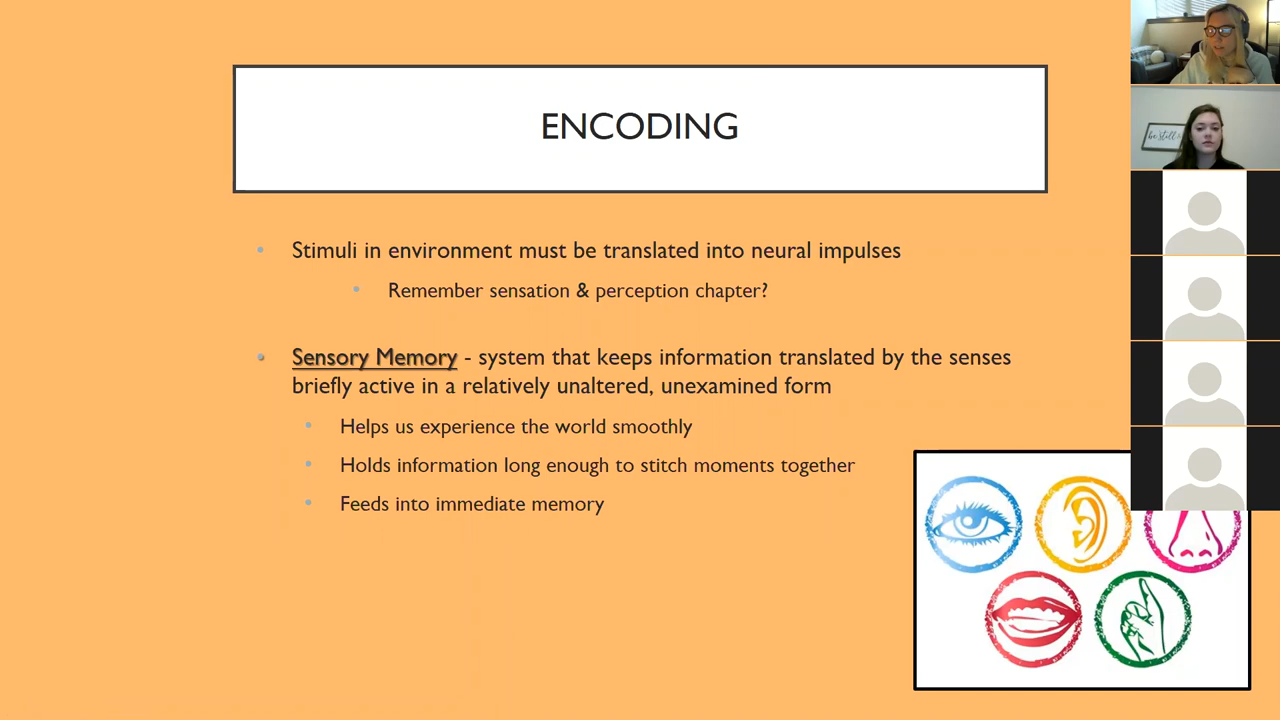 ENCODING
Stimuli in environment must be translated into neural impulses
Remember sensation & perception chapter?
Sensory Memory - system that keeps information translated by the senses
briefly active in a relatively unaltered, unexamined form
Helps us experience the world smoothly
Holds information long enough to stitch moments together
Feeds into immediate memory
be still